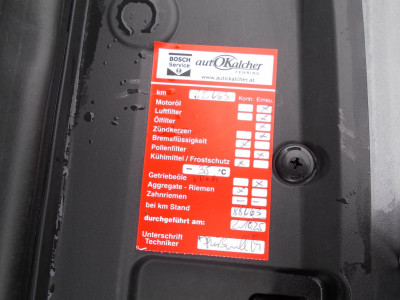 BOSCH
Service
autOKalcher
TENNING
www.autokalcher.at
km
Kontr. Erneu.
Motoröl
Luftfilter
Ölfilter
Zündkerzen
Bremsflüssigkeit
Pollenfilter
Kühlmittel / Frostschutz
- °C
Getriebeöle
Aggregate - Riemen
Zahnriemen
bei km Stand
durchgeführt am:
Unterschrift
Techniker